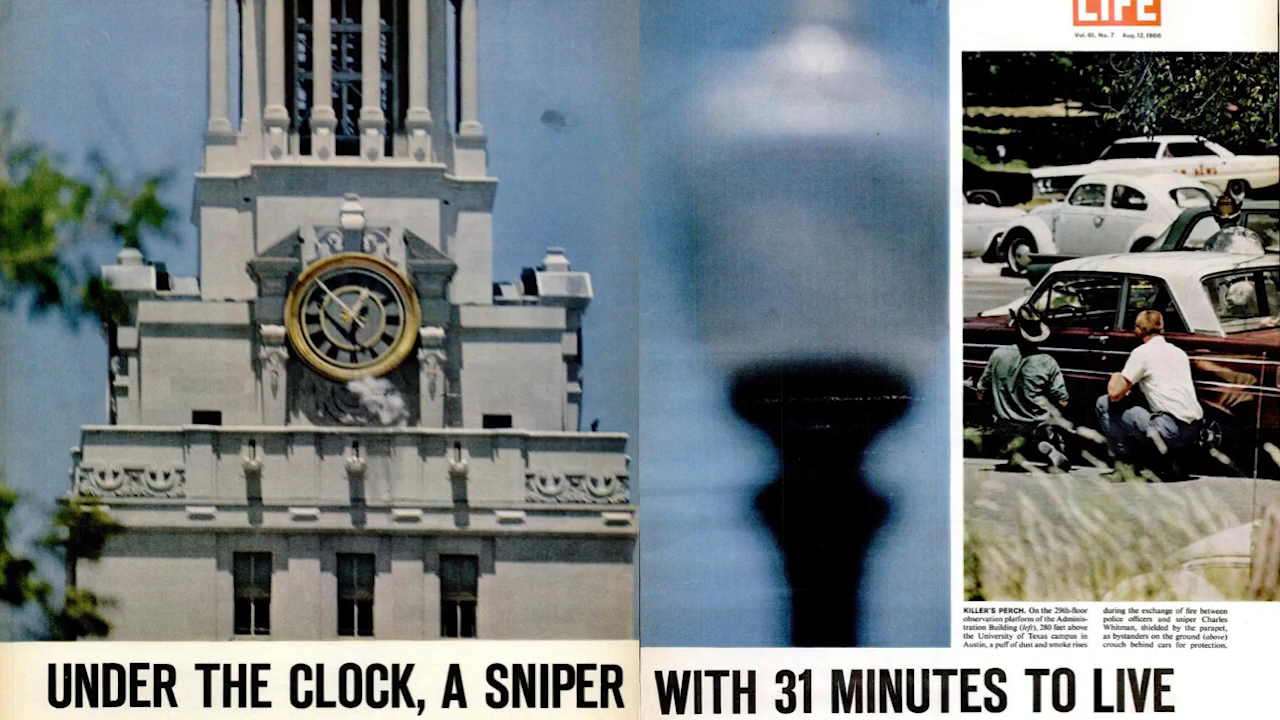 LIFE
Vol. 61, No. 7 Aug. 12, 1966
KILLER'S PERCH. On the 29th-floor
observation platform of the Adminis-
tration Building (left), 280 feet above
the University of Texas campus in
Austin, a puff of dust and smoke rises
during the exchange of fire between
police officers and sniper Charles
Whitman, shielded by the parapet,
as bystanders on the ground (above)
crouch behind cars for protection.
UNDER THE CLOCK, A SNIPER
WITH 31 MINUTES TO LIVE